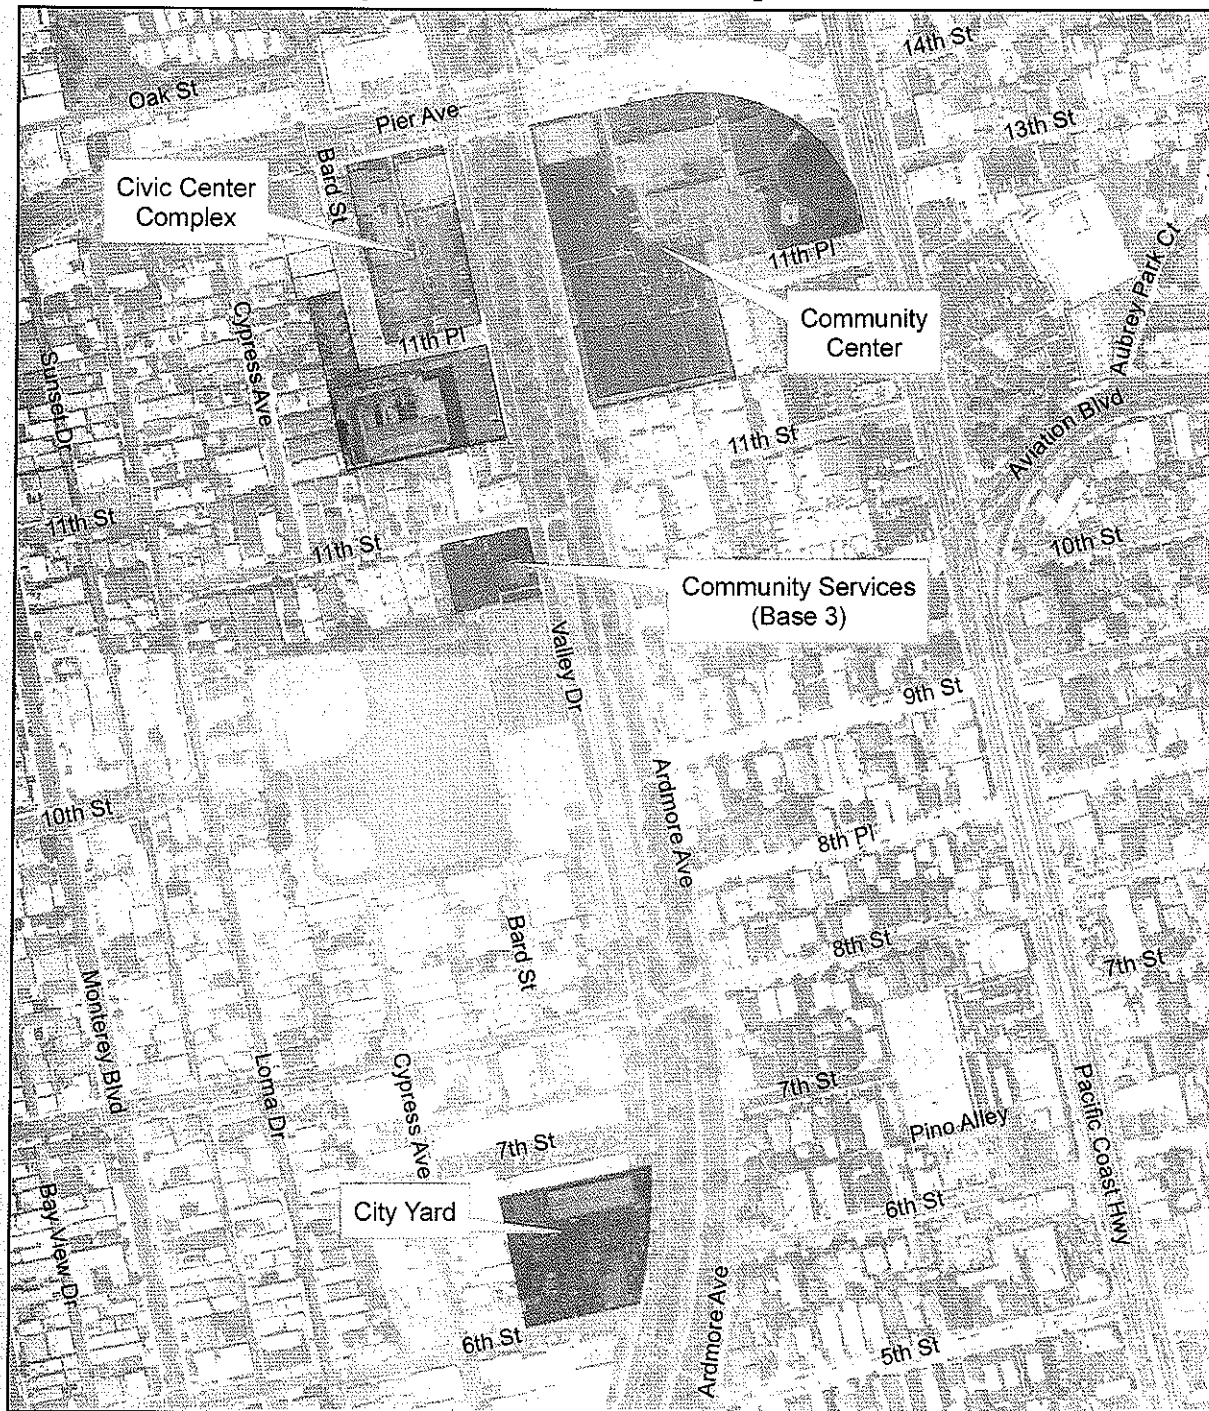 14th St
Oak St
Pier Ave
13th St
Bard St
Civic Center
Complex
11th Pl
Aubrey Park Ct
Community
Center
Cypress Ave
11th Pl
Sunset Dr
Aviation Blvd
11th St
11th St
11th St
10th St
Community Services
(Base 3)
Valley Dr
9th St
Ardmore Ave
10th St
8th Pl
Bard St
8th St
7th St
Monterey Blvd
Loma Dr
Cypress Ave
7th St
Pacific Coast Hwy
Pino Alley
7th St
City Yard
6th St
Bay View Dr
Ardmore Ave
6th St
5th St